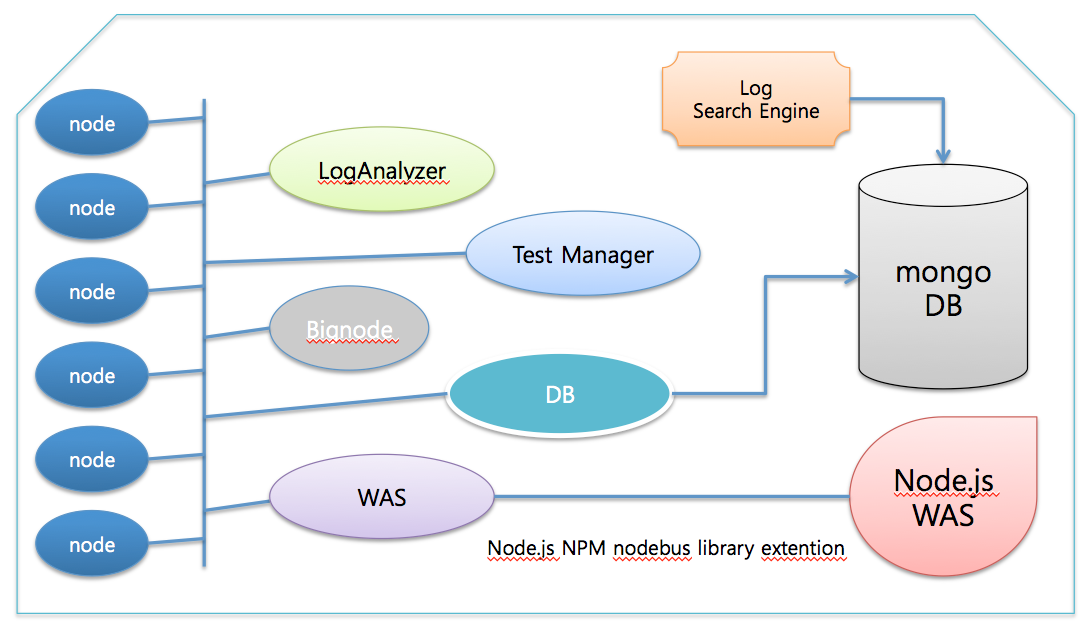 node
node
node
node
node
node
LogAnalyzer
Test Manager
Bignode
DB
WAS
Log
Search Engine
mongo
DB
Node.js
WAS
Node.js NPM nodebus library extention